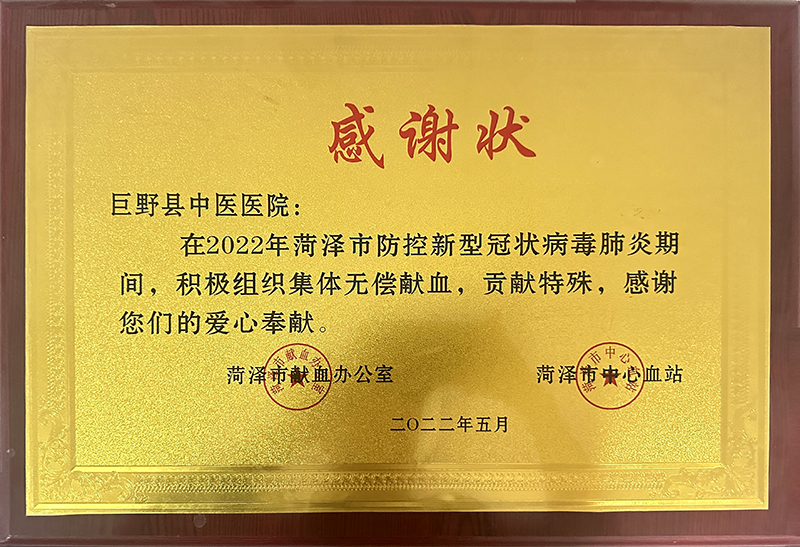 感谢状
巨野县中医医院：
在2022年菏泽市防控新型冠状病毒肺炎期
间，积极组织集体无偿献血，贡献特殊，感谢
您们的爱心奉献。
菏泽市献血办公室 菏泽市中心血站
二〇二二年五月